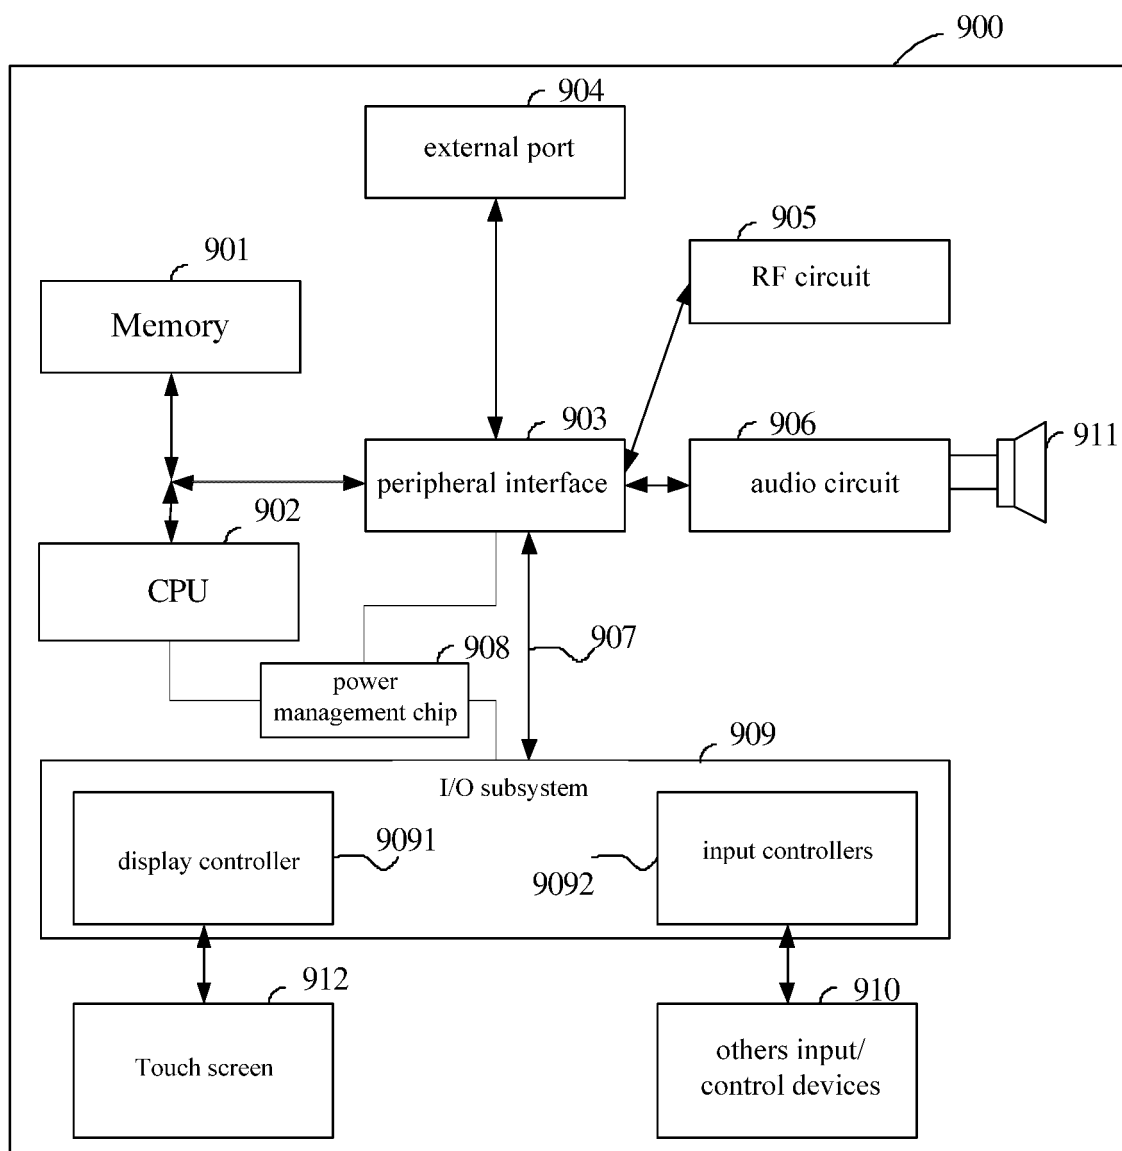 900
904
external port
905
RF circuit
901
Memory
903
peripheral interface
906
audio circuit
911
902
CPU
907
908
power
management chip
909
I/O subsystem
9091
display controller
9092
input controllers
912
Touch screen
910
others input/
control devices